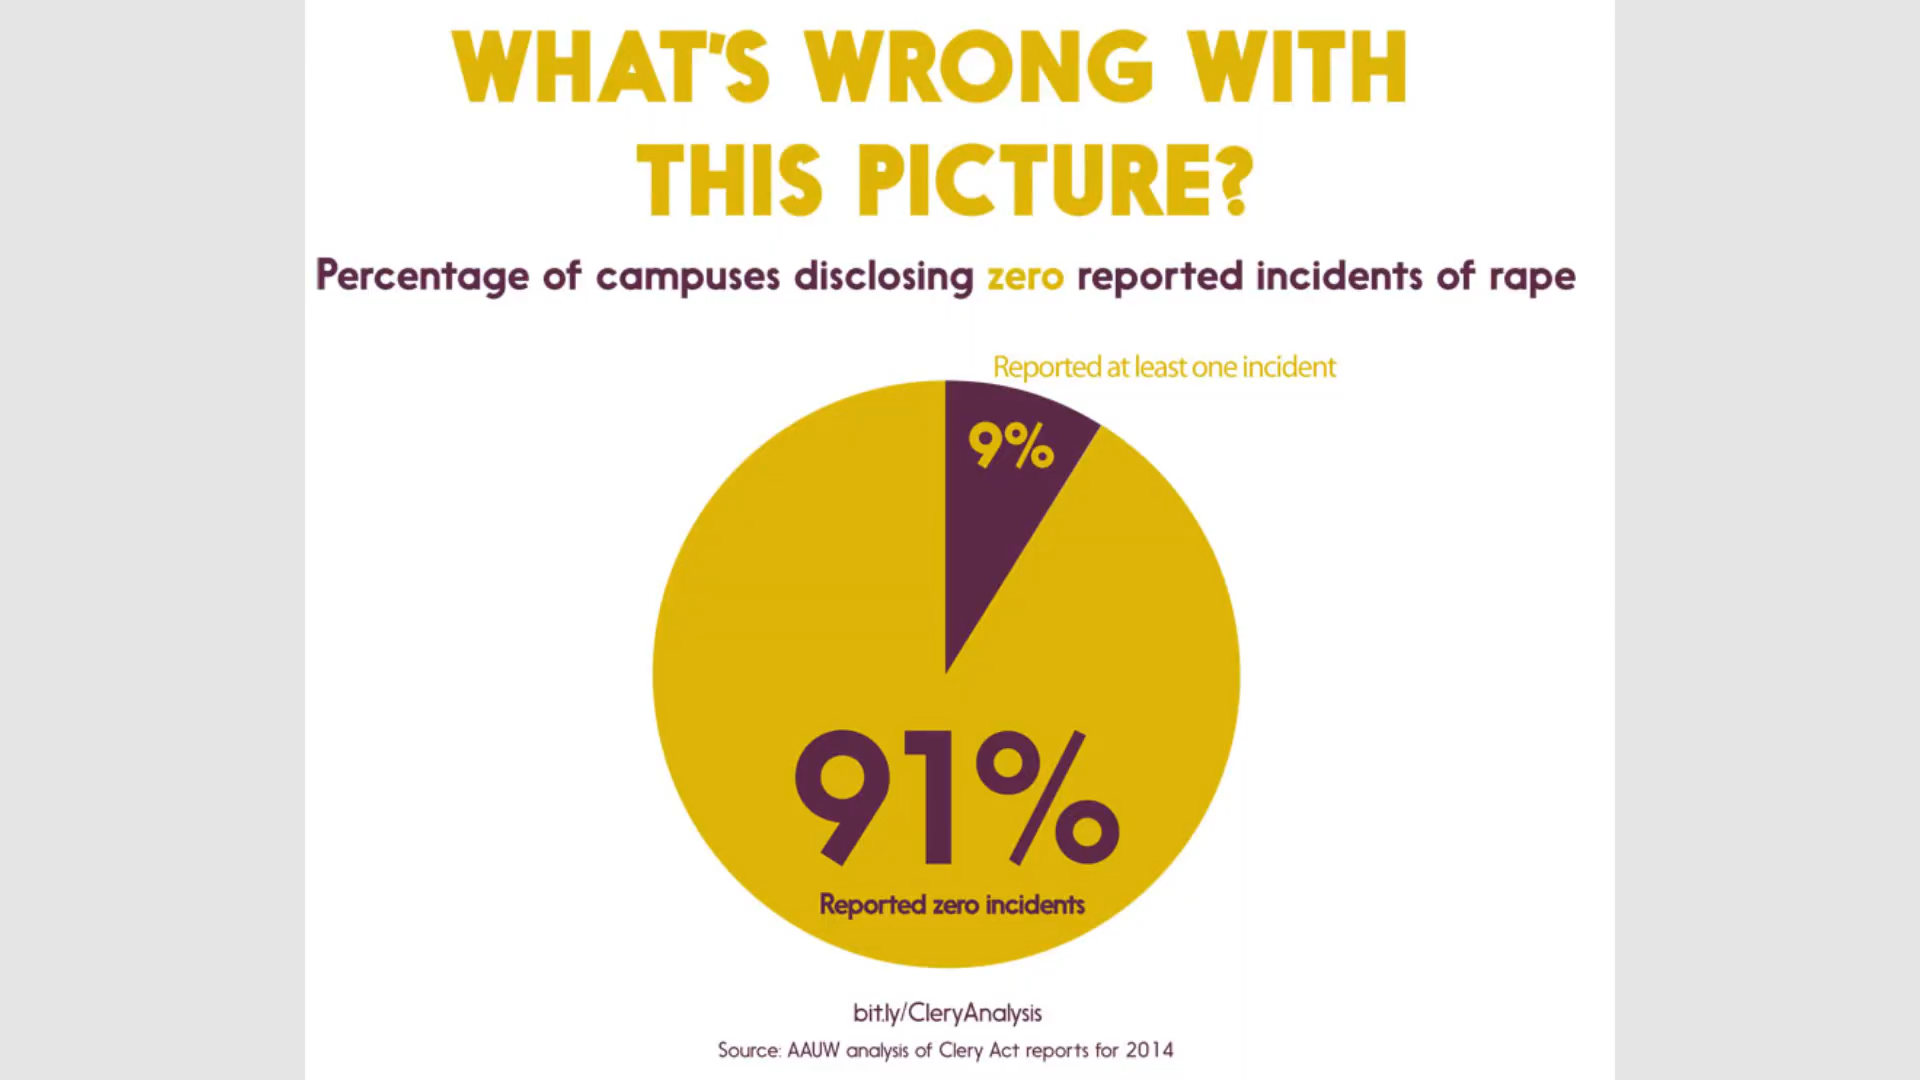 WHAT'S WRONG WITH
THIS PICTURE?
Percentage of campuses disclosing zero reported incidents of rape
Reported at least one incident
9%
91%
Reported zero incidents
bit.ly/CleryAnalysis
Source: AAUW analysis of Clery Act reports for 2014